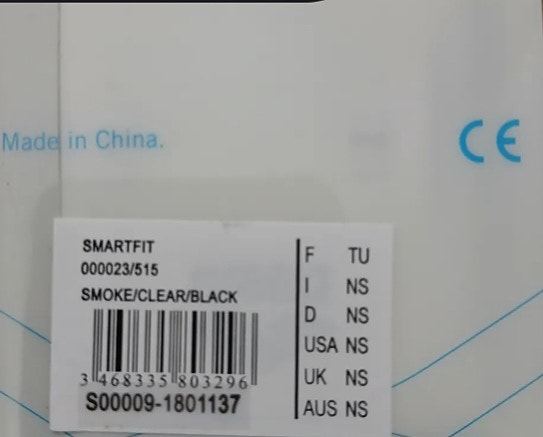 Made in China.
CE
SMARTFIT
000023/515
SMOKE/CLEAR/BLACK
3 468335 803296
S00009-1801137
F TU
I NS
D NS
USA NS
UK NS
AUS NS